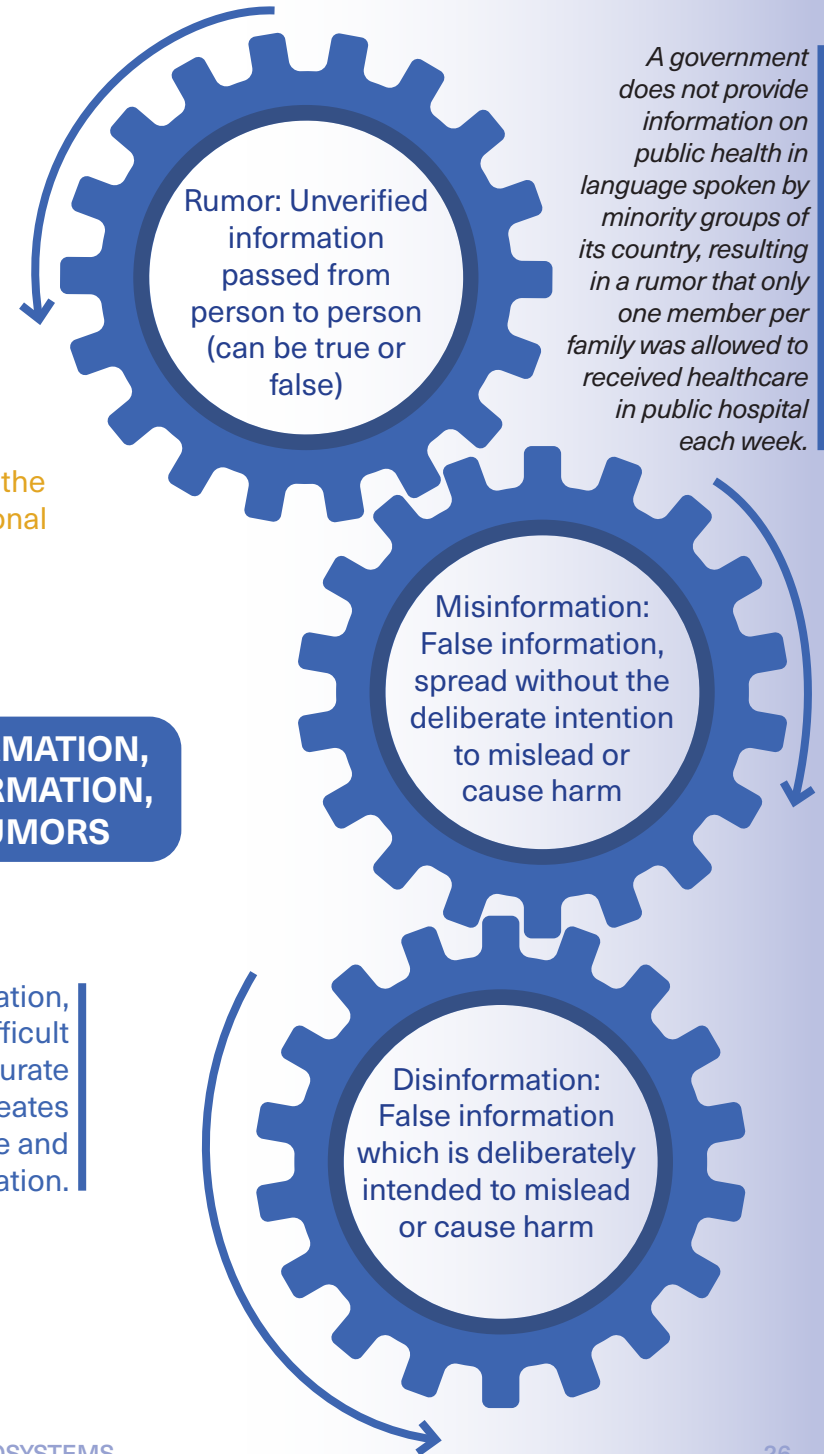 Rumor: Unverified
information
passed from
person to person
(can be true or
false)
A government
does not provide
information on
public health in
language spoken by
minority groups of
its country, resulting
in a rumor that only
one member per
family was allowed to
received healthcare
in public hospital
each week.
the
onal
Misinformation:
False information,
spread without the
deliberate intention
to mislead or
cause harm
MATION,
RMATION,
UMORS
ation,
fficult
urate
eates
e and
ation.
Disinformation:
False information
which is deliberately
intended to mislead
or cause harm
OSYSTEMS
26